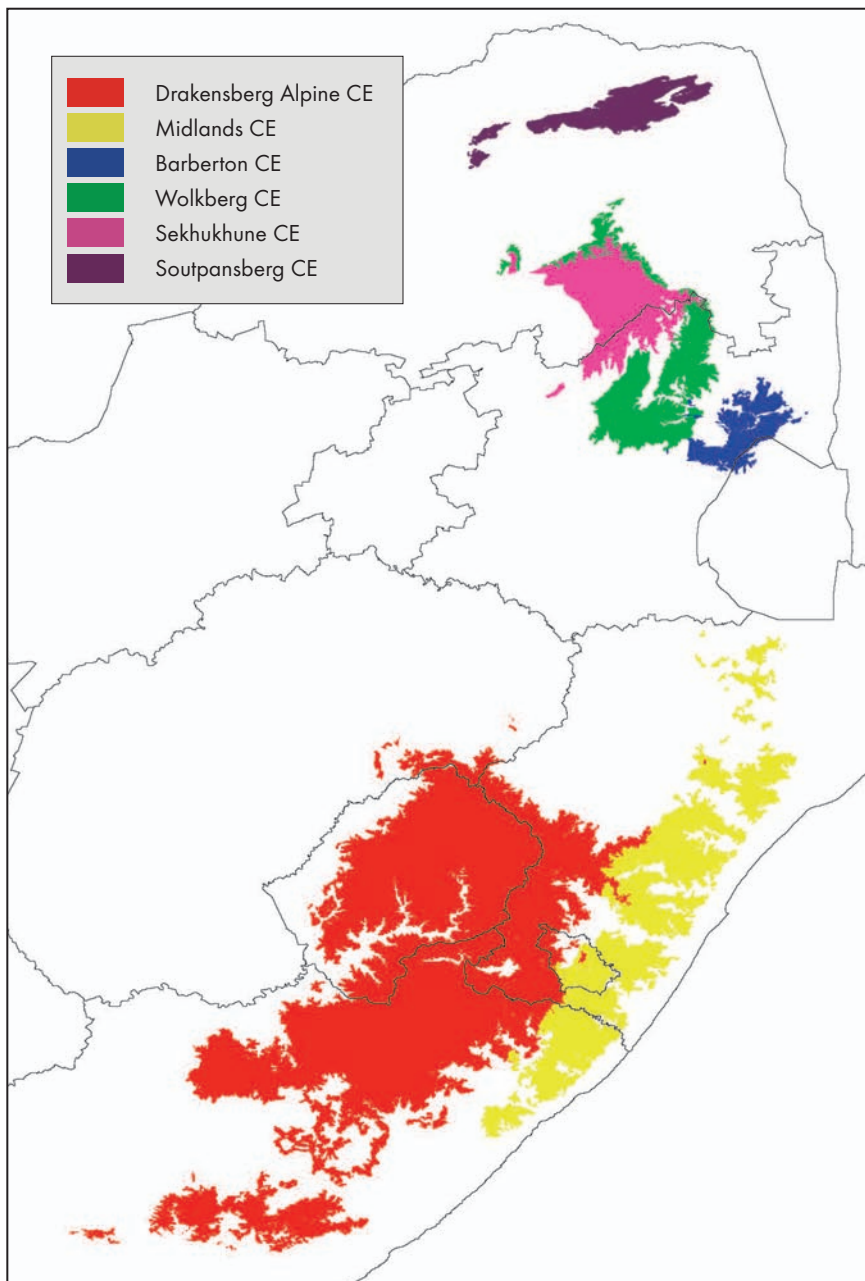 Drakensberg Alpine CE
Midlands CE
Barberton CE
Wolkberg CE
Sekhukhune CE
Soutpansberg CE